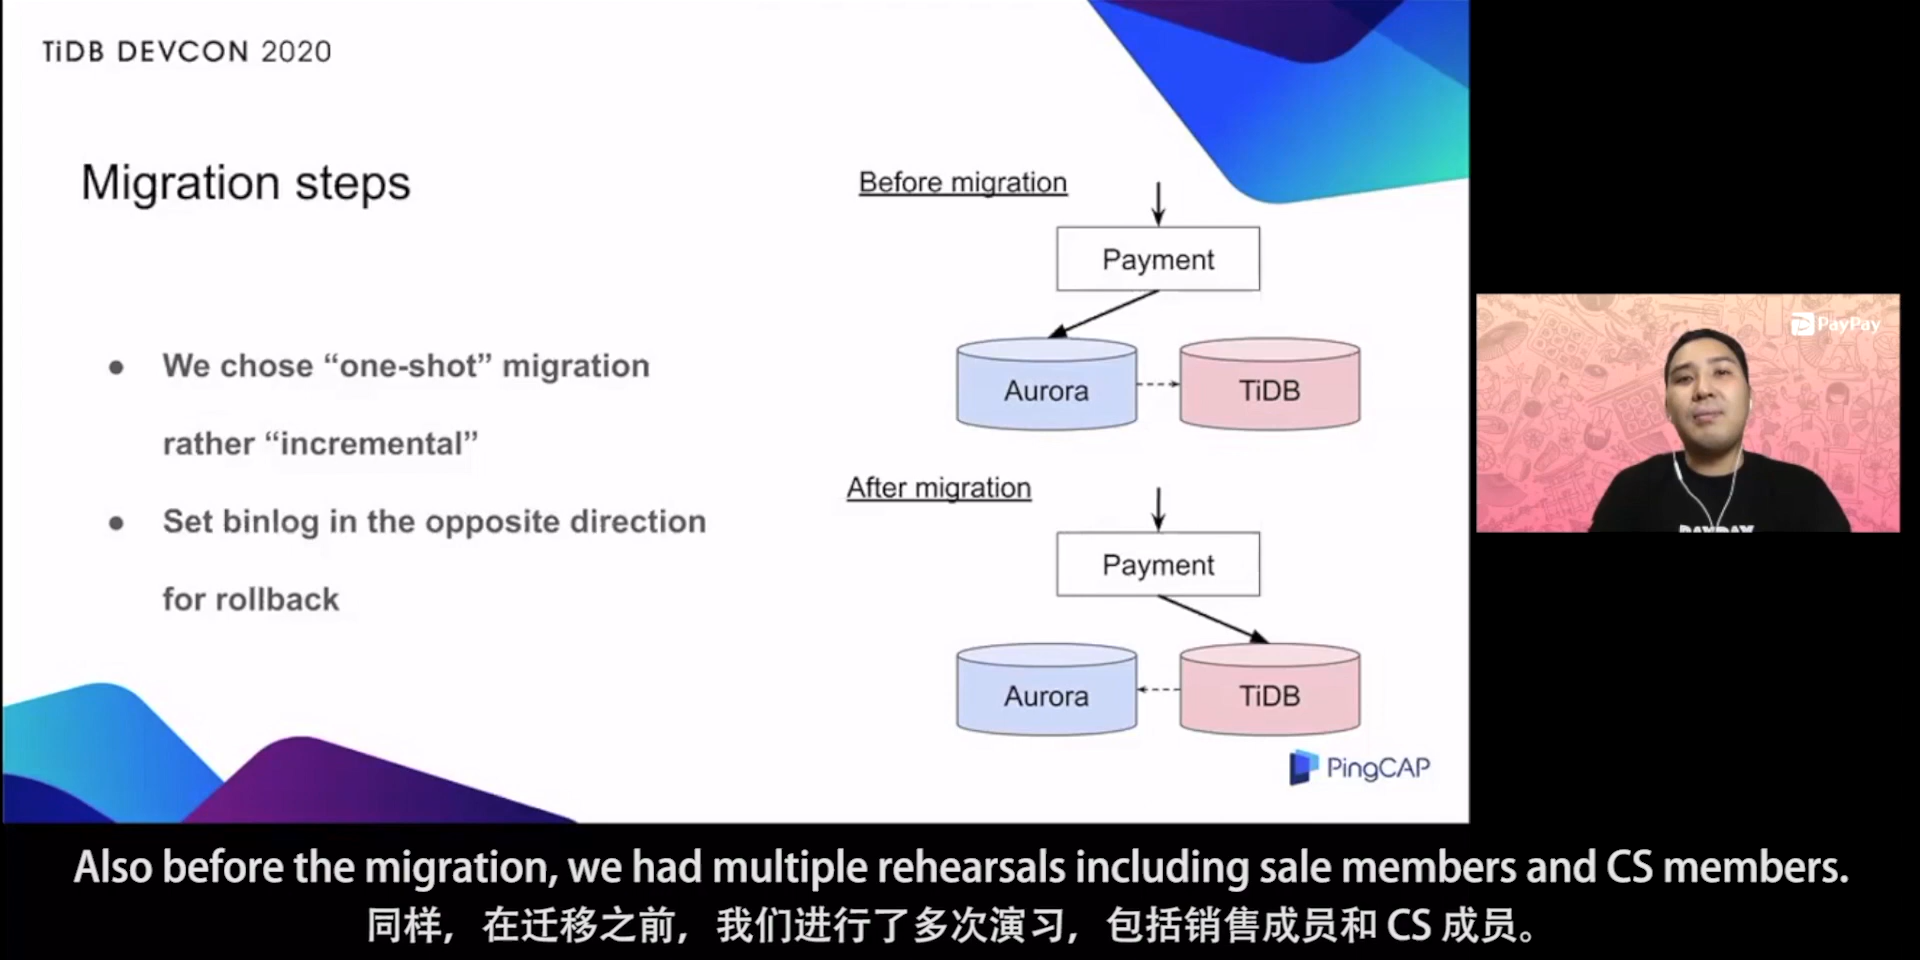 TiDB DEVCON 2020
Migration steps
● We chose “one-shot” migration
rather “incremental”
● Set binlog in the opposite direction
for rollback
Before migration
Payment
Aurora
TiDB
After migration
Payment
Aurora
TiDB
PingCAP
PayPay
PAYPAY
Also before the migration, we had multiple rehearsals including sale members and CS members.
同样，在迁移之前，我们进行了多次演习，包括销售成员和 CS 成员。